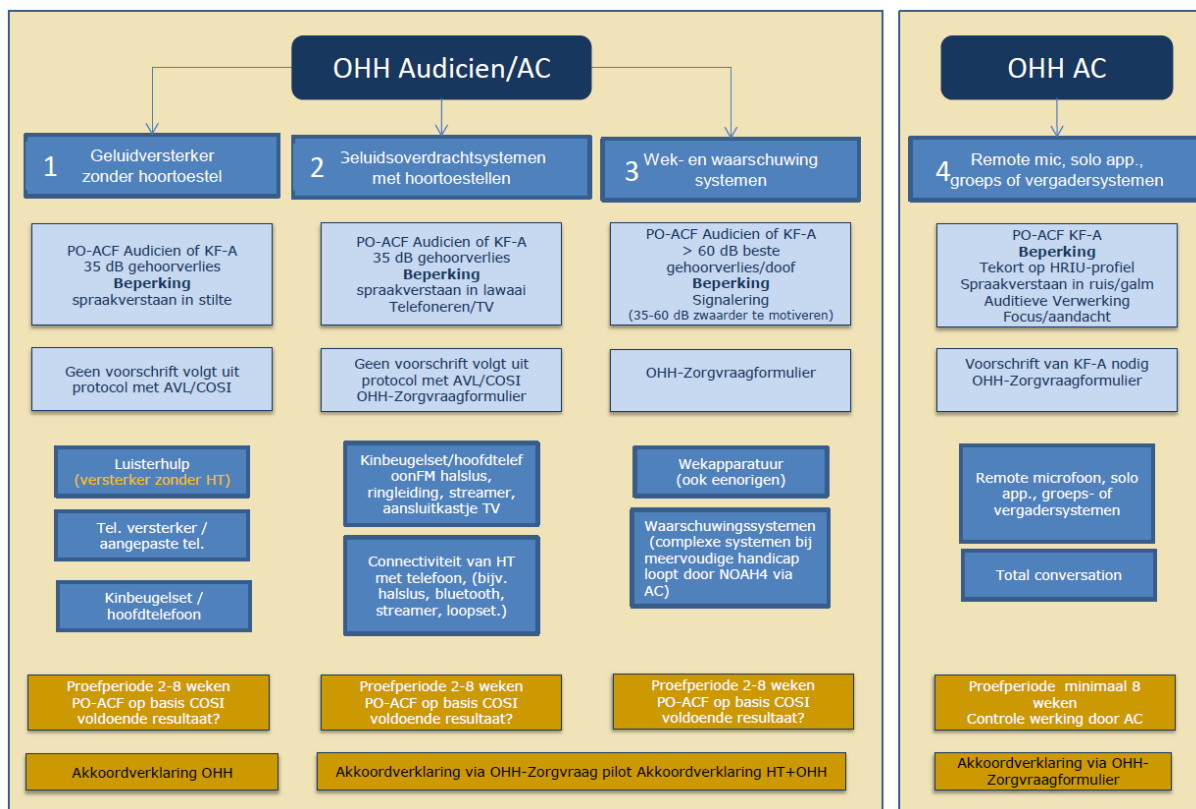 OHH Audicien/AC
1
Geluidversterker
zonder hoortoestel
PO-ACF Audicien of KF-A
35 dB gehoorverlies
Beperking
spraakverstaan in stilte
Geen voorschrift volgt uit
protocol met AVL/COSI
Luisterhulp
(versterker zonder HT)
Tel. versterker /
aangepaste tel.
Kinbeugelset /
hoofdtelefoon
Proefperiode 2-8 weken
PO-ACF op basis COSI
voldoende resultaat?
Akkoordverklaring OHH
2
Geluidsoverdrachtsystemen
met hoortoestellen
PO-ACF Audicien of KF-A
35 dB gehoorverlies
Beperking
spraakverstaan in lawaai
Telefoneren/TV
Geen voorschrift volgt uit
protocol met AVL/COSI
OHH-Zorgvraagformulier
Kinbeugelset/hoofdtelef
oonFM halslus,
ringleiding, streamer,
aansluitkastje TV
Connectiviteit van HT
met telefoon, (bijv.
halslus, bluetooth,
streamer, loopset.)
Proefperiode 2-8 weken
PO-ACF op basis COSI
voldoende resultaat?
3
Wek- en waarschuwing
systemen
PO-ACF Audicien of KF-A
> 60 dB beste
gehoorverlies/doof
Beperking
Signalering
(35-60 dB zwaarder te motiveren)
OHH-Zorgvraagformulier
Wekapparatuur
(ook eenorigen)
Waarschuwingssystemen
(complexe systemen bij
meervoudige handicap
loopt door NOAH4 via
AC)
Proefperiode 2-8 weken
PO-ACF op basis COSI
voldoende resultaat?
Akkoordverklaring via OHH-Zorgvraag pilot Akkoordverklaring HT+OHH
OHH AC
4
Remote mic, solo app.,
groeps of vergadersystemen
PO-ACF KF-A
Beperking
Tekort op HRIU-profiel
Spraakverstaan in ruis/galm
Auditieve Verwerking
Focus/aandacht
Voorschrift van KF-A nodig
OHH-Zorgvraagformulier
Remote microfoon, solo
app., groeps- of
vergadersystemen
Total conversation
Proefperiode minimaal 8
weken
Controle werking door AC
Akkoordverklaring via OHH-
Zorgvraagformulier